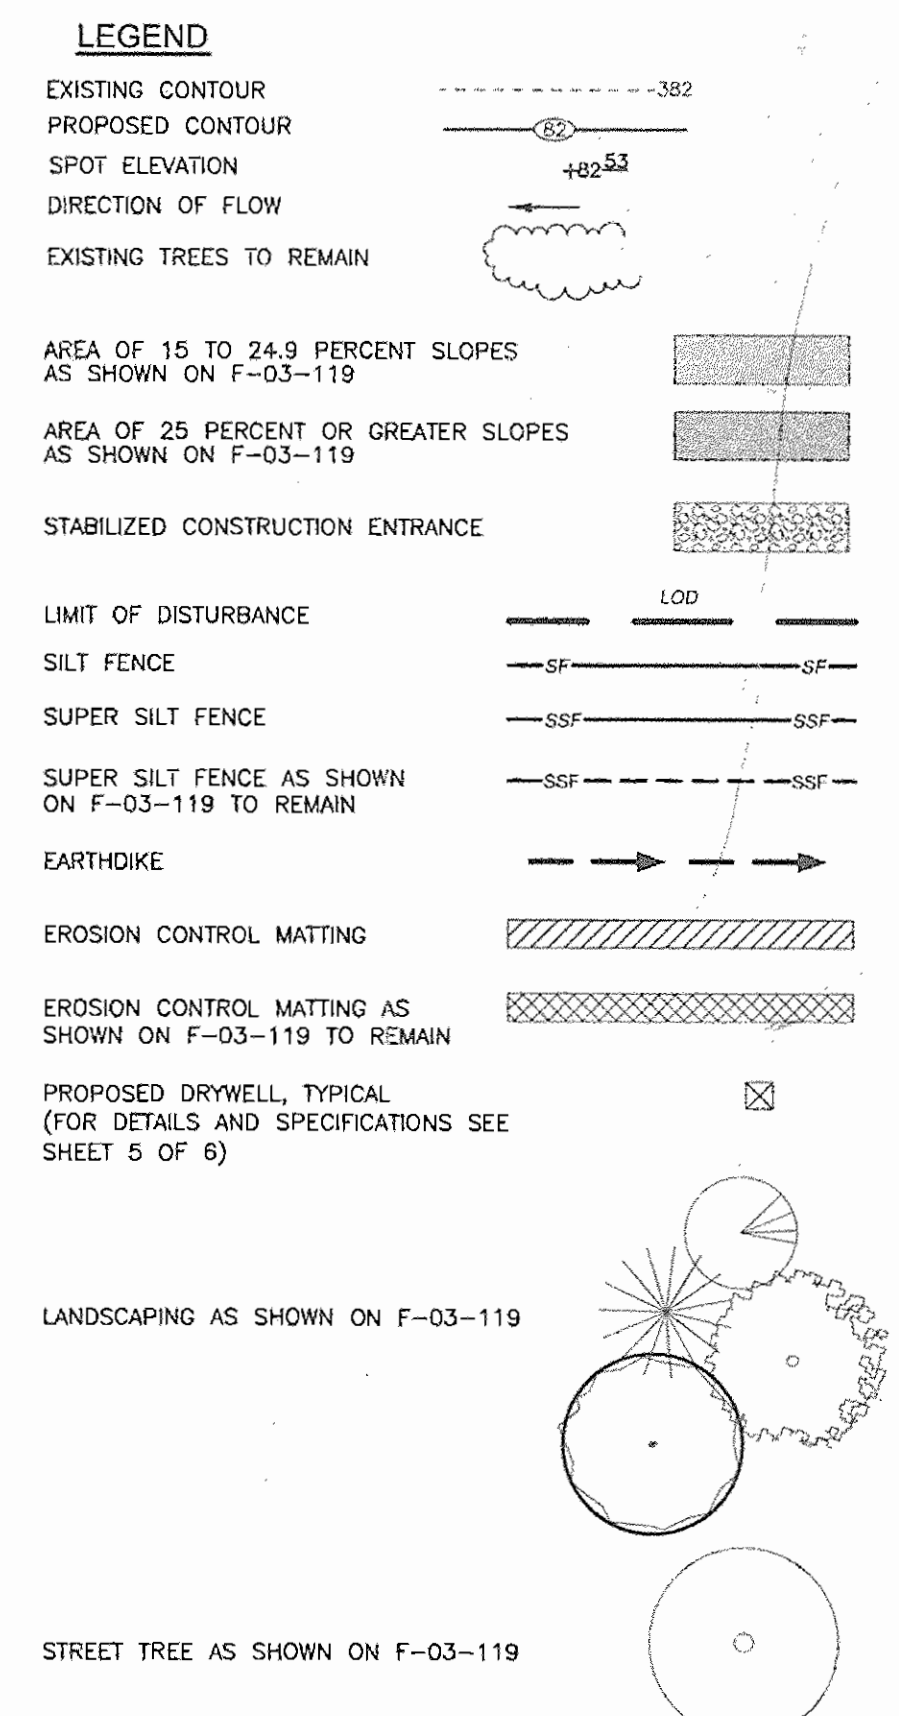 LEGEND
EXISTING CONTOUR 382
PROPOSED CONTOUR 82
SPOT ELEVATION +82 53
DIRECTION OF FLOW
EXISTING TREES TO REMAIN
AREA OF 15 TO 24.9 PERCENT SLOPES
AS SHOWN ON F-03-119
AREA OF 25 PERCENT OR GREATER SLOPES
AS SHOWN ON F-03-119
STABILIZED CONSTRUCTION ENTRANCE
LOD
LIMIT OF DISTURBANCE
SILT FENCE SF SF
SUPER SILT FENCE SSF SSF
SUPER SILT FENCE AS SHOWN SSF SSF
ON F-03-119 TO REMAIN
EARTHDIKE
EROSION CONTROL MATTING
EROSION CONTROL MATTING AS
SHOWN ON F-03-119 TO REMAIN
PROPOSED DRYWELL, TYPICAL
(FOR DETAILS AND SPECIFICATIONS SEE
SHEET 5 OF 6)
LANDSCAPING AS SHOWN ON F-03-119
STREET TREE AS SHOWN ON F-03-119